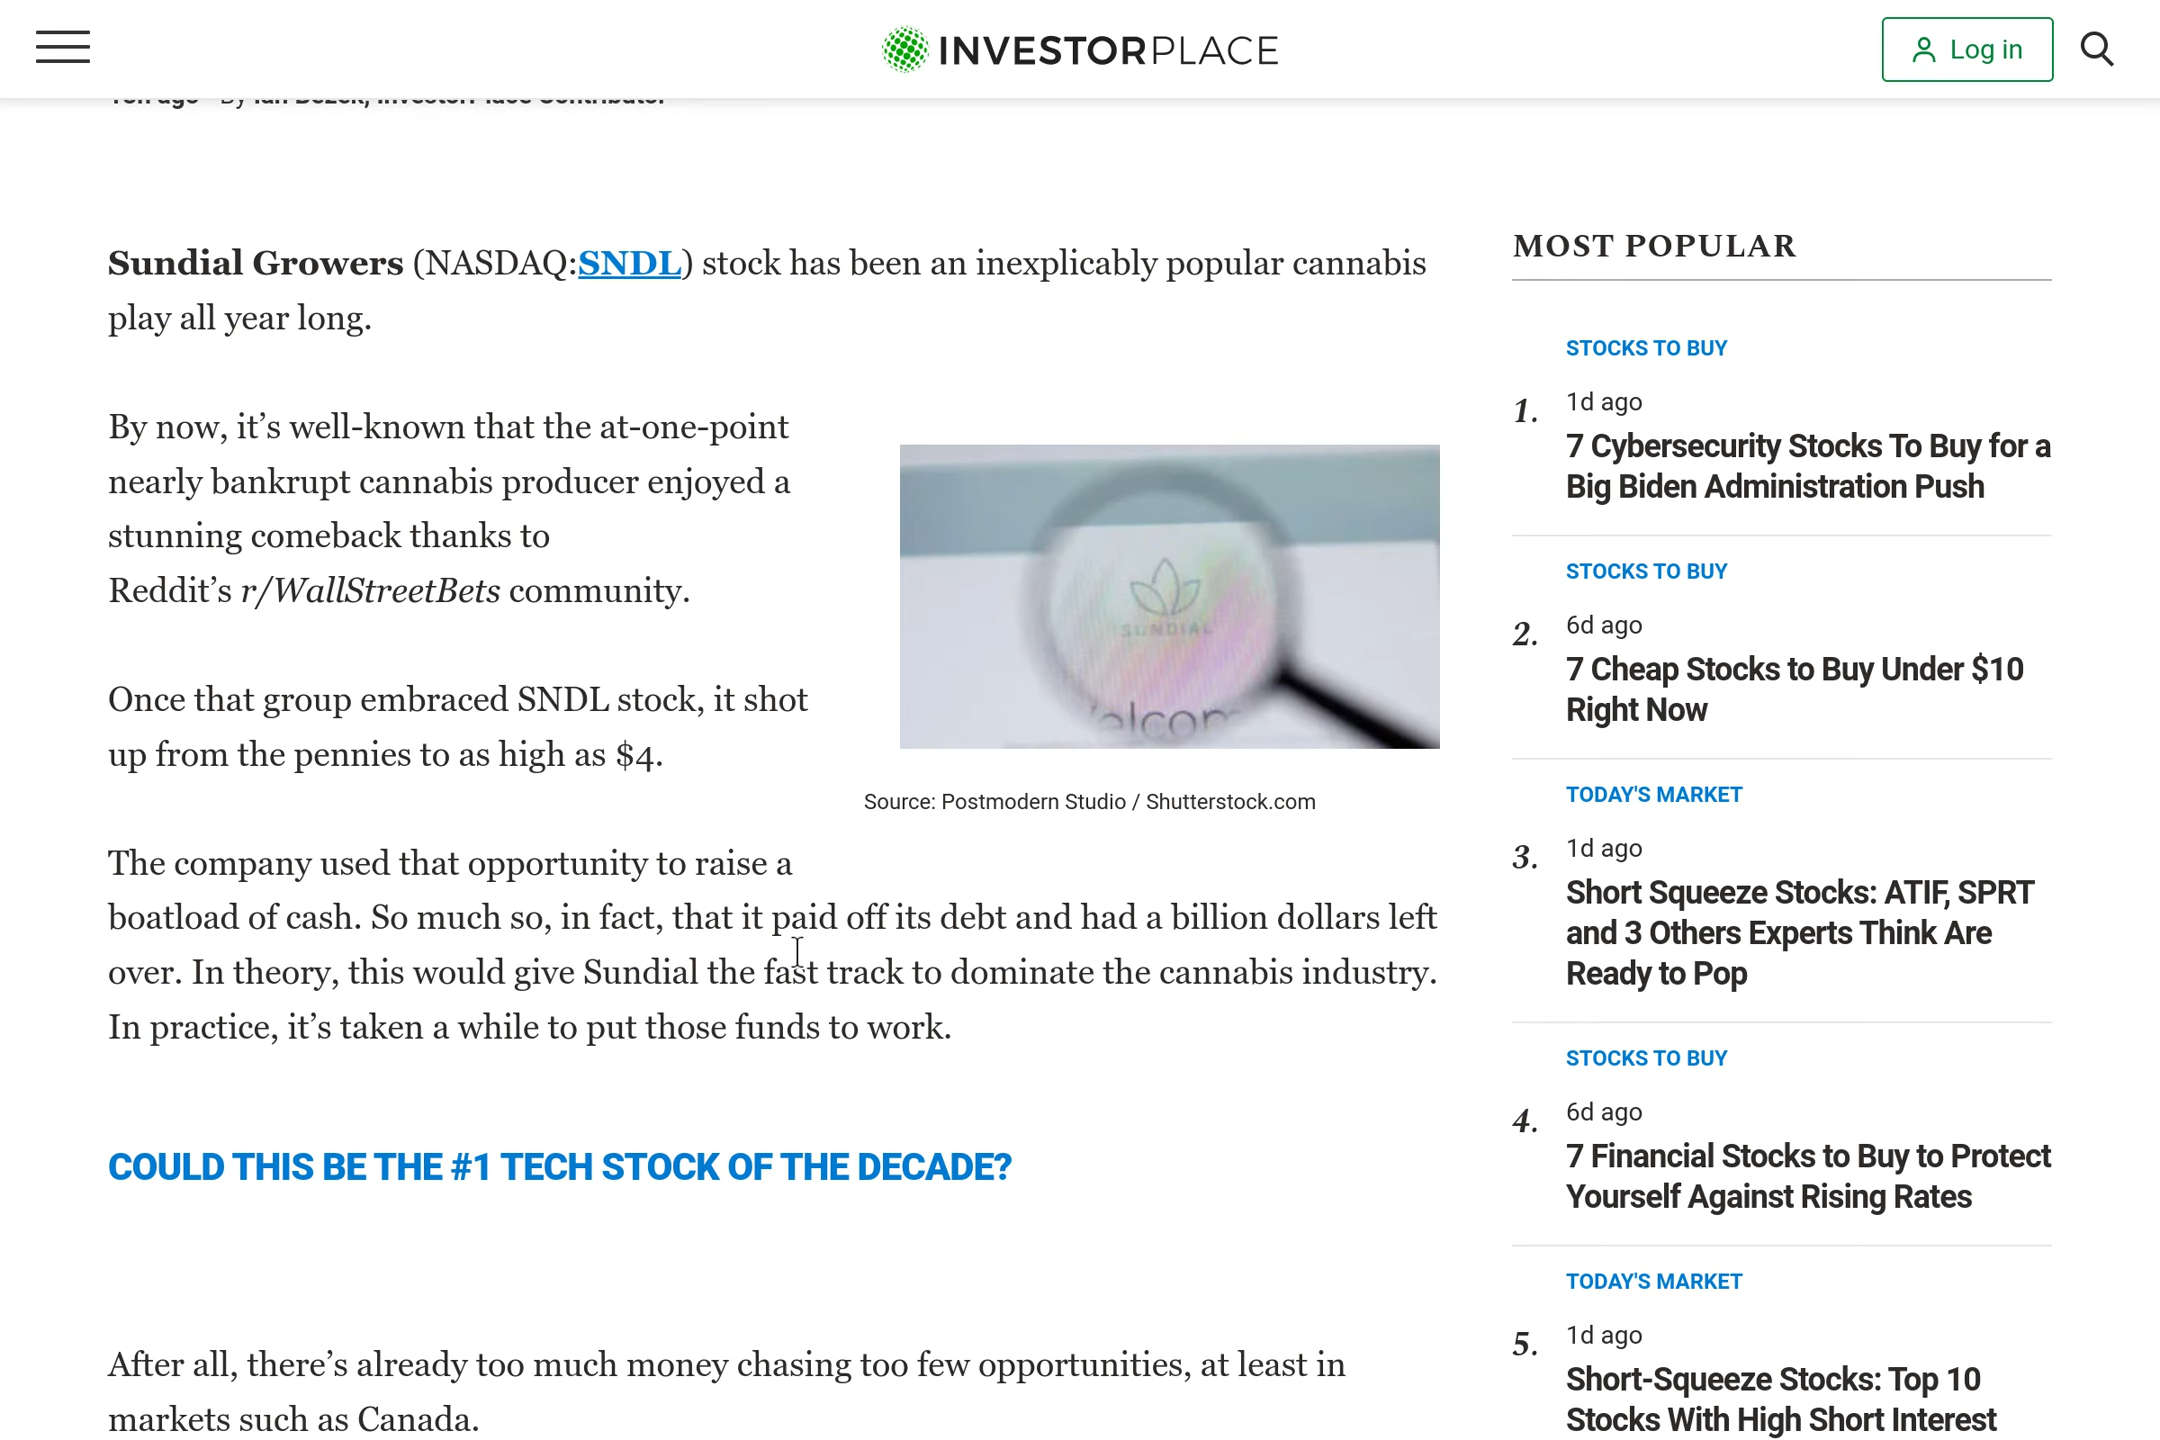 INVESTORPLACE
Log in
Sundial Growers (NASDAQ:SNDL) stock has been an inexplicably popular cannabis
play all year long.
By now, it’s well-known that the at-one-point
nearly bankrupt cannabis producer enjoyed a
stunning comeback thanks to
Reddit’s r/WallStreetBets community.
Once that group embraced SNDL stock, it shot
up from the pennies to as high as $4.
SUNDIAL
Source: Postmodern Studio / Shutterstock.com
The company used that opportunity to raise a
boatload of cash. So much so, in fact, that it paid off its debt and had a billion dollars left
over. In theory, this would give Sundial the fast track to dominate the cannabis industry.
In practice, it’s taken a while to put those funds to work.
COULD THIS BE THE #1 TECH STOCK OF THE DECADE?
After all, there’s already too much money chasing too few opportunities, at least in
markets such as Canada.
MOST POPULAR
STOCKS TO BUY
1. 1d ago
7 Cybersecurity Stocks To Buy for a
Big Biden Administration Push
STOCKS TO BUY
2. 6d ago
7 Cheap Stocks to Buy Under $10
Right Now
TODAY'S MARKET
3. 1d ago
Short Squeeze Stocks: ATIF, SPRT
and 3 Others Experts Think Are
Ready to Pop
STOCKS TO BUY
4. 6d ago
7 Financial Stocks to Buy to Protect
Yourself Against Rising Rates
TODAY'S MARKET
5. 1d ago
Short-Squeeze Stocks: Top 10
Stocks With High Short Interest